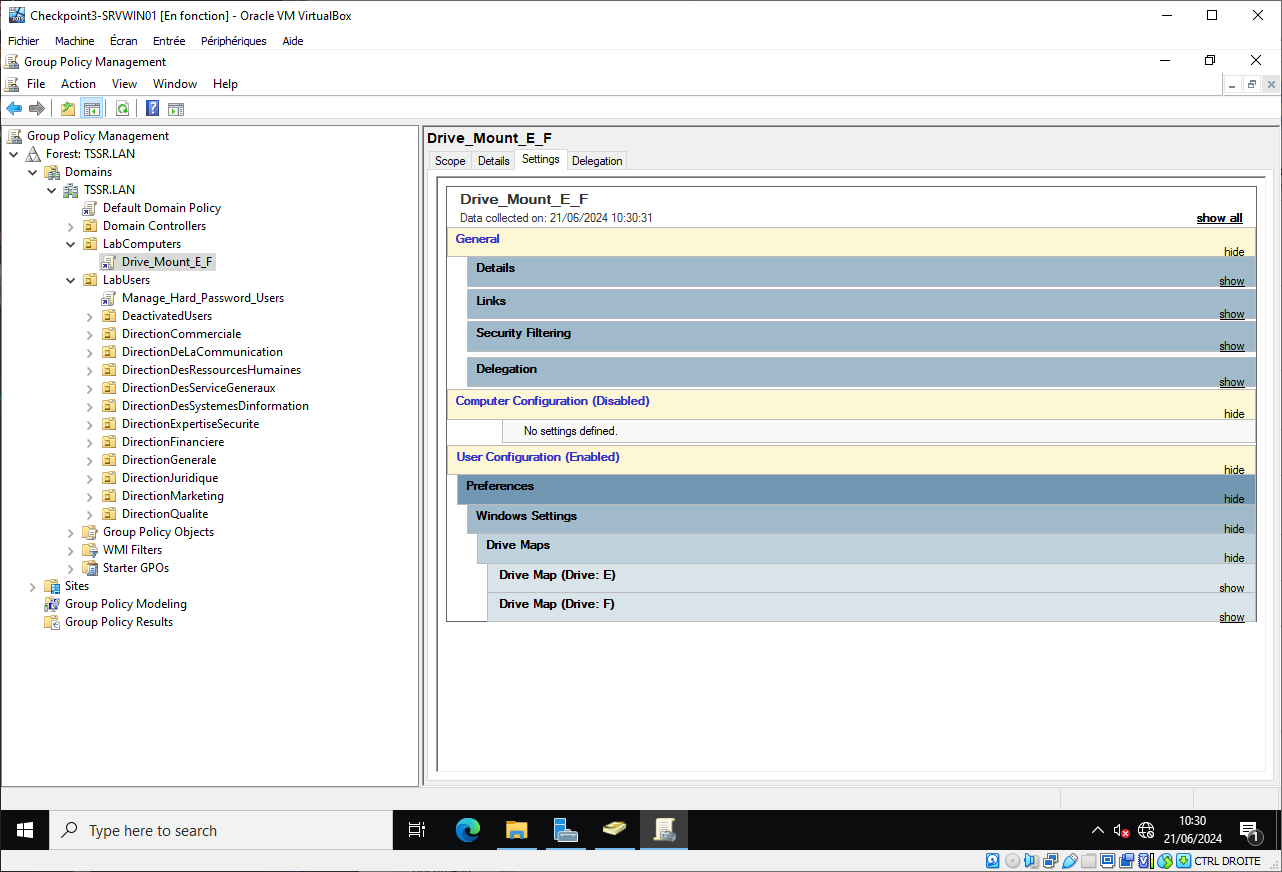 Checkpoint3-SRVWIN01 [En fonction] - Oracle VM VirtualBox
Fichier Machine Écran Entrée Périphériques Aide
Group Policy Management
File Action View Window Help
Group Policy Management
Forest: TSSR.LAN
Domains
TSSR.LAN
Default Domain Policy
Domain Controllers
LabComputers
Drive_Mount_E_F
LabUsers
Manage_Hard_Password_Users
DeactivatedUsers
DirectionCommerciale
DirectionDeLaCommunication
DirectionDesRessourcesHumaines
DirectionDesServiceGeneraux
DirectionDesSystemesDinformation
DirectionExpertiseSecurite
DirectionFinanciere
DirectionGenerale
DirectionJuridique
DirectionMarketing
DirectionQualite
Group Policy Objects
WMI Filters
Starter GPOs
Sites
Group Policy Modeling
Group Policy Results
Drive_Mount_E_F
Scope Details Settings Delegation
Drive_Mount_E_F
Data collected on: 21/06/2024 10:30:31
show all
General
hide
Details
show
Links
show
Security Filtering
show
Delegation
show
Computer Configuration (Disabled)
hide
No settings defined.
User Configuration (Enabled)
hide
Preferences
hide
Windows Settings
hide
Drive Maps
hide
Drive Map (Drive: E)
show
Drive Map (Drive: F)
show
Type here to search
10:30
21/06/2024
1
CTRL DROITE